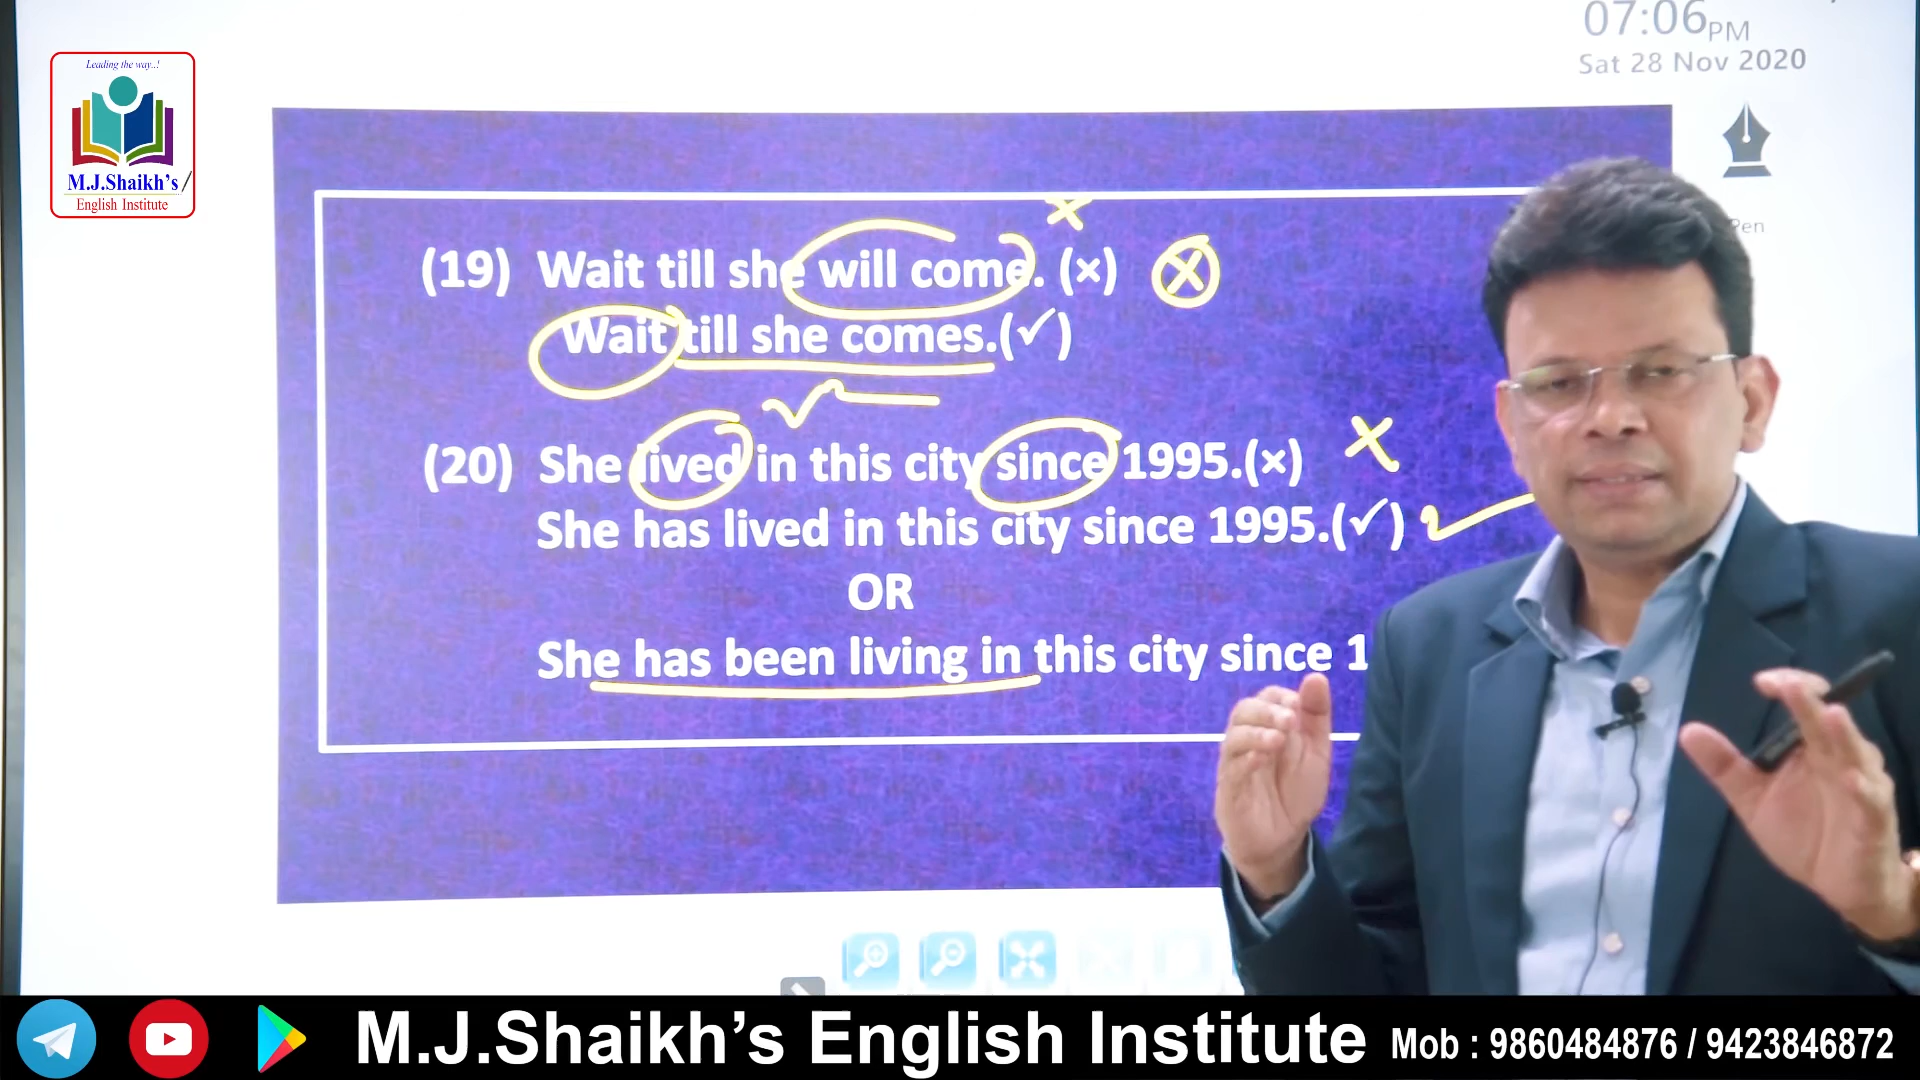 07:06PM
Sat 28 Nov 2020
Leading the way..!
M.J.Shaikh's
English Institute
Pen
(19) Wait till she will come. (×)
Wait till she comes.(✓)
(20) She lived in this city since 1995.(×)
She has lived in this city since 1995.(✓)
OR
She has been living in this city since 1
M.J.Shaikh's English Institute
Mob : 9860484876 / 9423846872